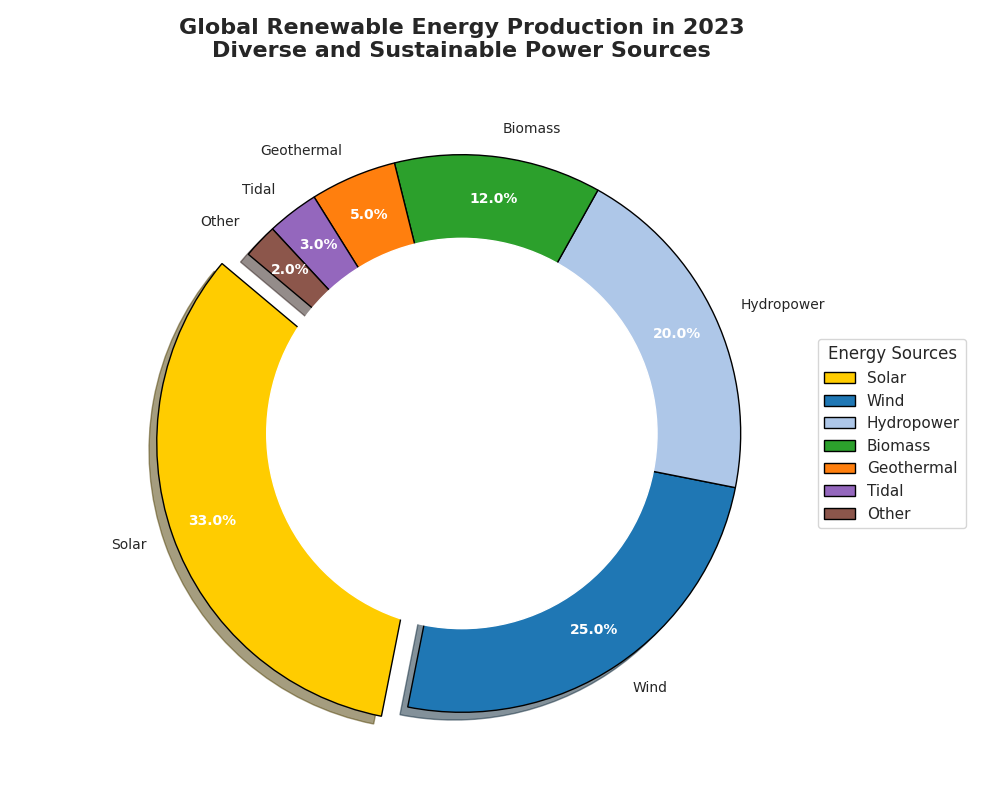 Global Renewable Energy Production in 2023
Diverse and Sustainable Power Sources
Biomass
Geothermal
Tidal
Other
12.0%
5.0%
3.0%
2.0%
Hydropower
20.0%
Energy Sources
Solar
Wind
Hydropower
Biomass
Geothermal
Tidal
Other
33.0%
Solar
25.0%
Wind